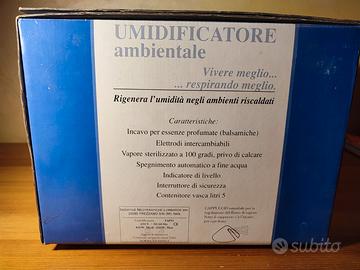 UMIDIFICATORE
ambientale
Vivere meglio...
... respirando meglio.
Rigenera l'umidità negli ambienti riscaldati
Caratteristiche:
Incavo per essenze profumate (balsamiche)
Elettrodi intercambiabili
Vapore sterilizzato a 100 gradi, privo di calcare
Spegnimento automatico a fine acqua
Indicatore di livello
Interruttore di sicurezza
Contenitore vasca litri 5
CAPPUCCIO
subito